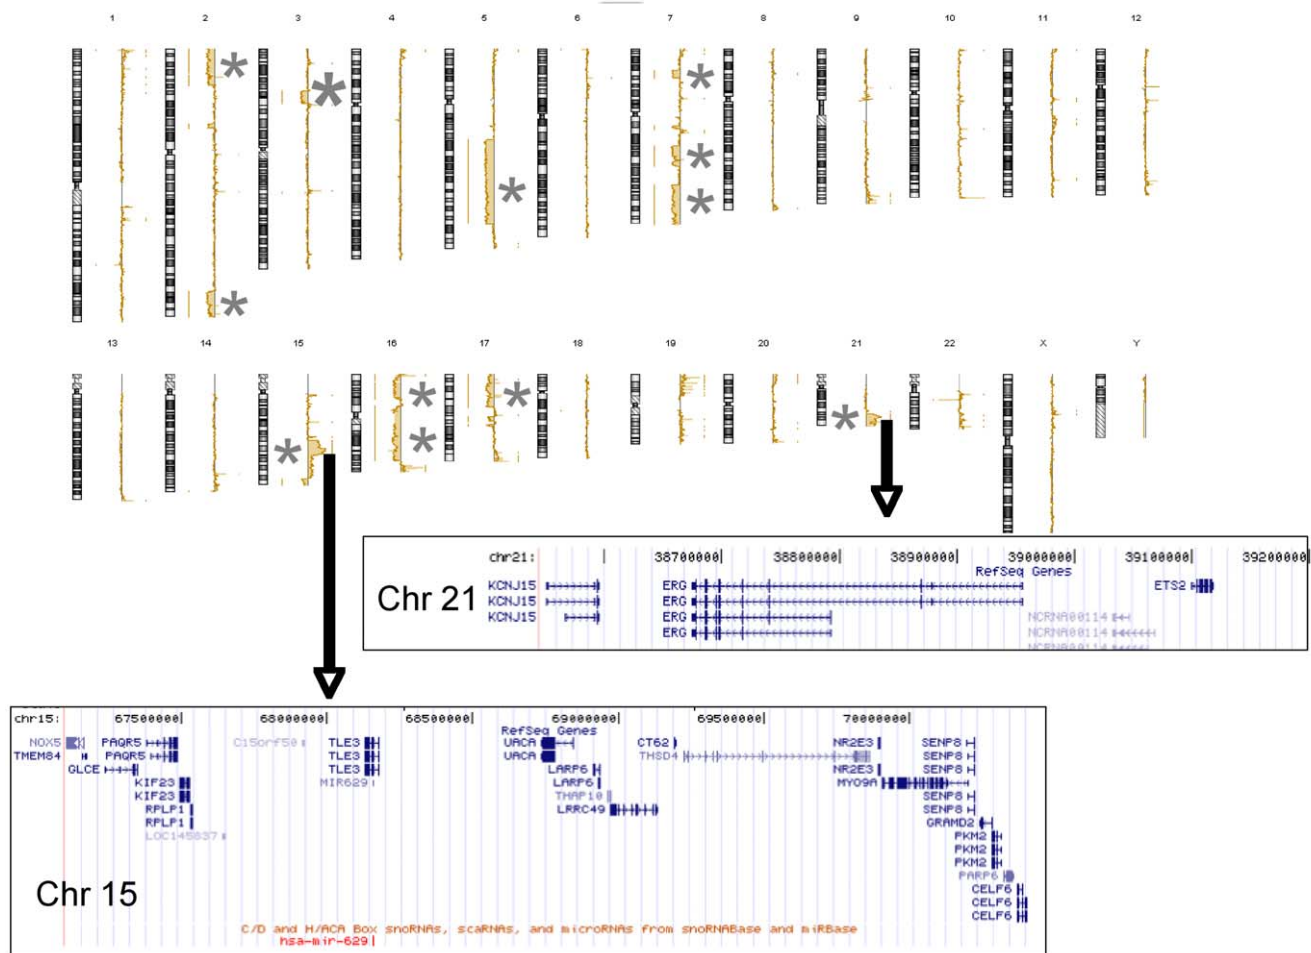 1 2 3 4 5 6 7 8 9 10 11 12
* * *
*
*
*
*
*
13 14 15 16 17 18 19 20 21 22 X Y
* *
*
*
*
chr21: 38700000| 38800000| 38900000| 39000000| 39100000| 39200000|
RefSeq Genes
KCNJ15 ERG ETS2
KCNJ15 ERG
KCNJ15 ERG NCRNA00114
ERG NCRNA00114
NCRNA00114
Chr 21
chr15: 67500000| 68000000| 68500000| 69000000| 69500000| 70000000|
RefSeq Genes
NOX5 PAQR5 C15orf50 TLE3 UACA CT62 NR2E3 SENP8
TMEM84 PAQR5 TLE3 UACA THSD4 SENP8
GLCE TLE3 LARP6 NR2E3 SENP8
KIF23 MIR629 LARP6 MYO9A
KIF23 THAP10 SENP8
RPLP1 LRRC49 SENP8
RPLP1 GRAMD2
LOC145837 PKM2
PKM2
PKM2
PARP6
CELF6
CELF6
CELF6
Chr 15
C/D and H/ACA Box snoRNAs, scaRNAs, and microRNAs from snoRNABase and miRBase
hsa-mir-629